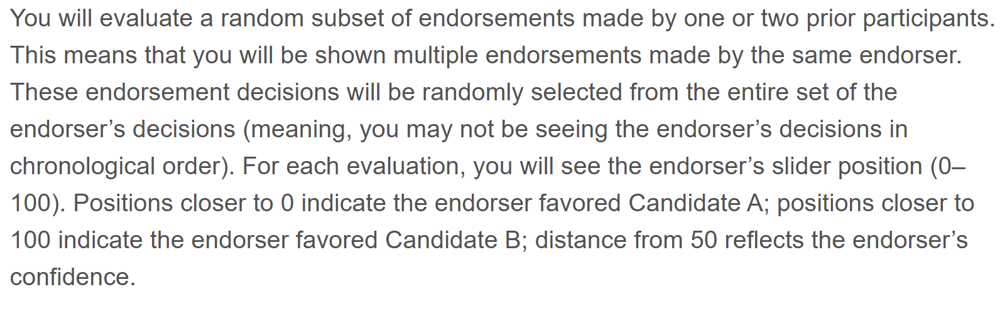 You will evaluate a random subset of endorsements made by one or two prior participants.
This means that you will be shown multiple endorsements made by the same endorser.
These endorsement decisions will be randomly selected from the entire set of the
endorser’s decisions (meaning, you may not be seeing the endorser’s decisions in
chronological order). For each evaluation, you will see the endorser’s slider position (0–
100). Positions closer to 0 indicate the endorser favored Candidate A; positions closer to
100 indicate the endorser favored Candidate B; distance from 50 reflects the endorser’s
confidence.